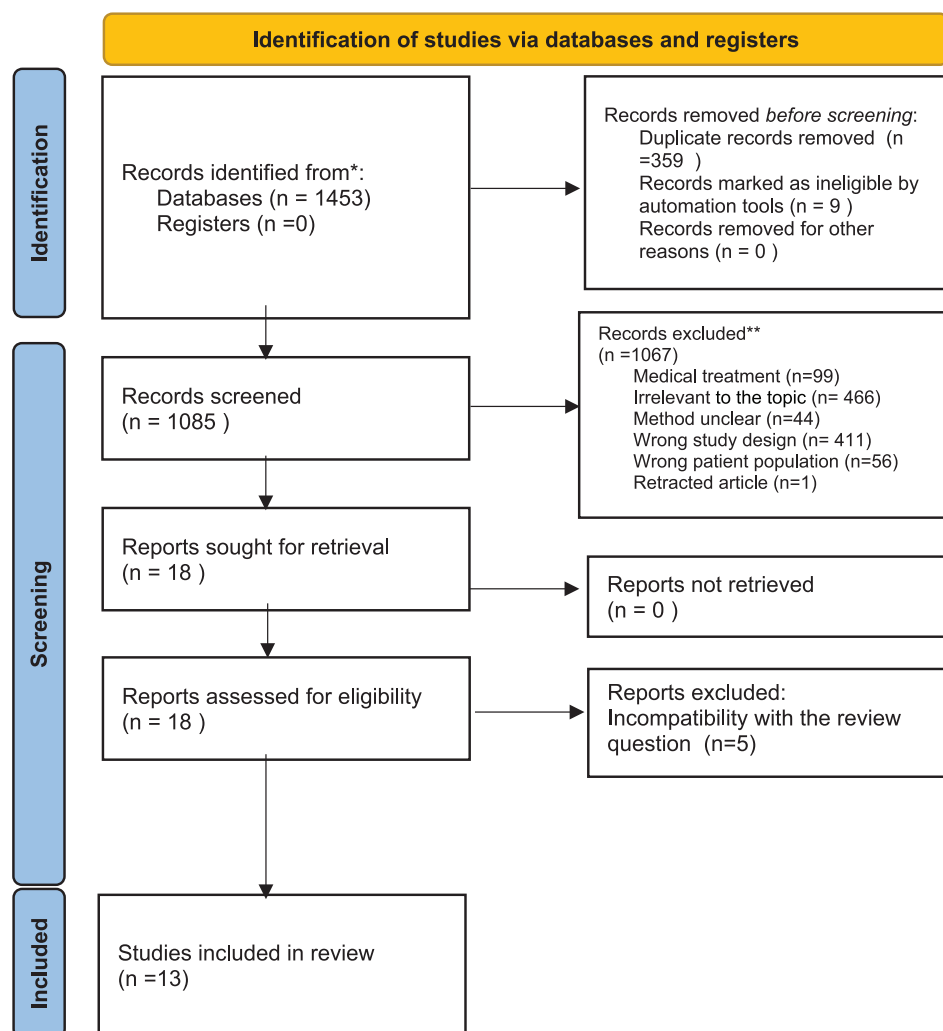 Identification of studies via databases and registers
Identification
Records identified from*:
Databases (n = 1453)
Registers (n =0)
Records removed before screening:
Duplicate records removed  (n
=359  )
Records marked as ineligible by
automation tools (n = 9 )
Records removed for other
reasons (n = 0 )
Screening
Records screened
(n = 1085 )
Records excluded**
(n =1067)
Medical treatment (n=99)
Irrelevant to the topic (n= 466)
Method unclear (n=44)
Wrong study design (n= 411)
Wrong patient population (n=56)
Retracted article (n=1)
Reports sought for retrieval
(n = 18 )
Reports not retrieved
(n = 0 )
Reports assessed for eligibility
(n = 18 )
Reports excluded:
Incompatibility with the review
question  (n=5)
Included
Studies included in review
(n =13)